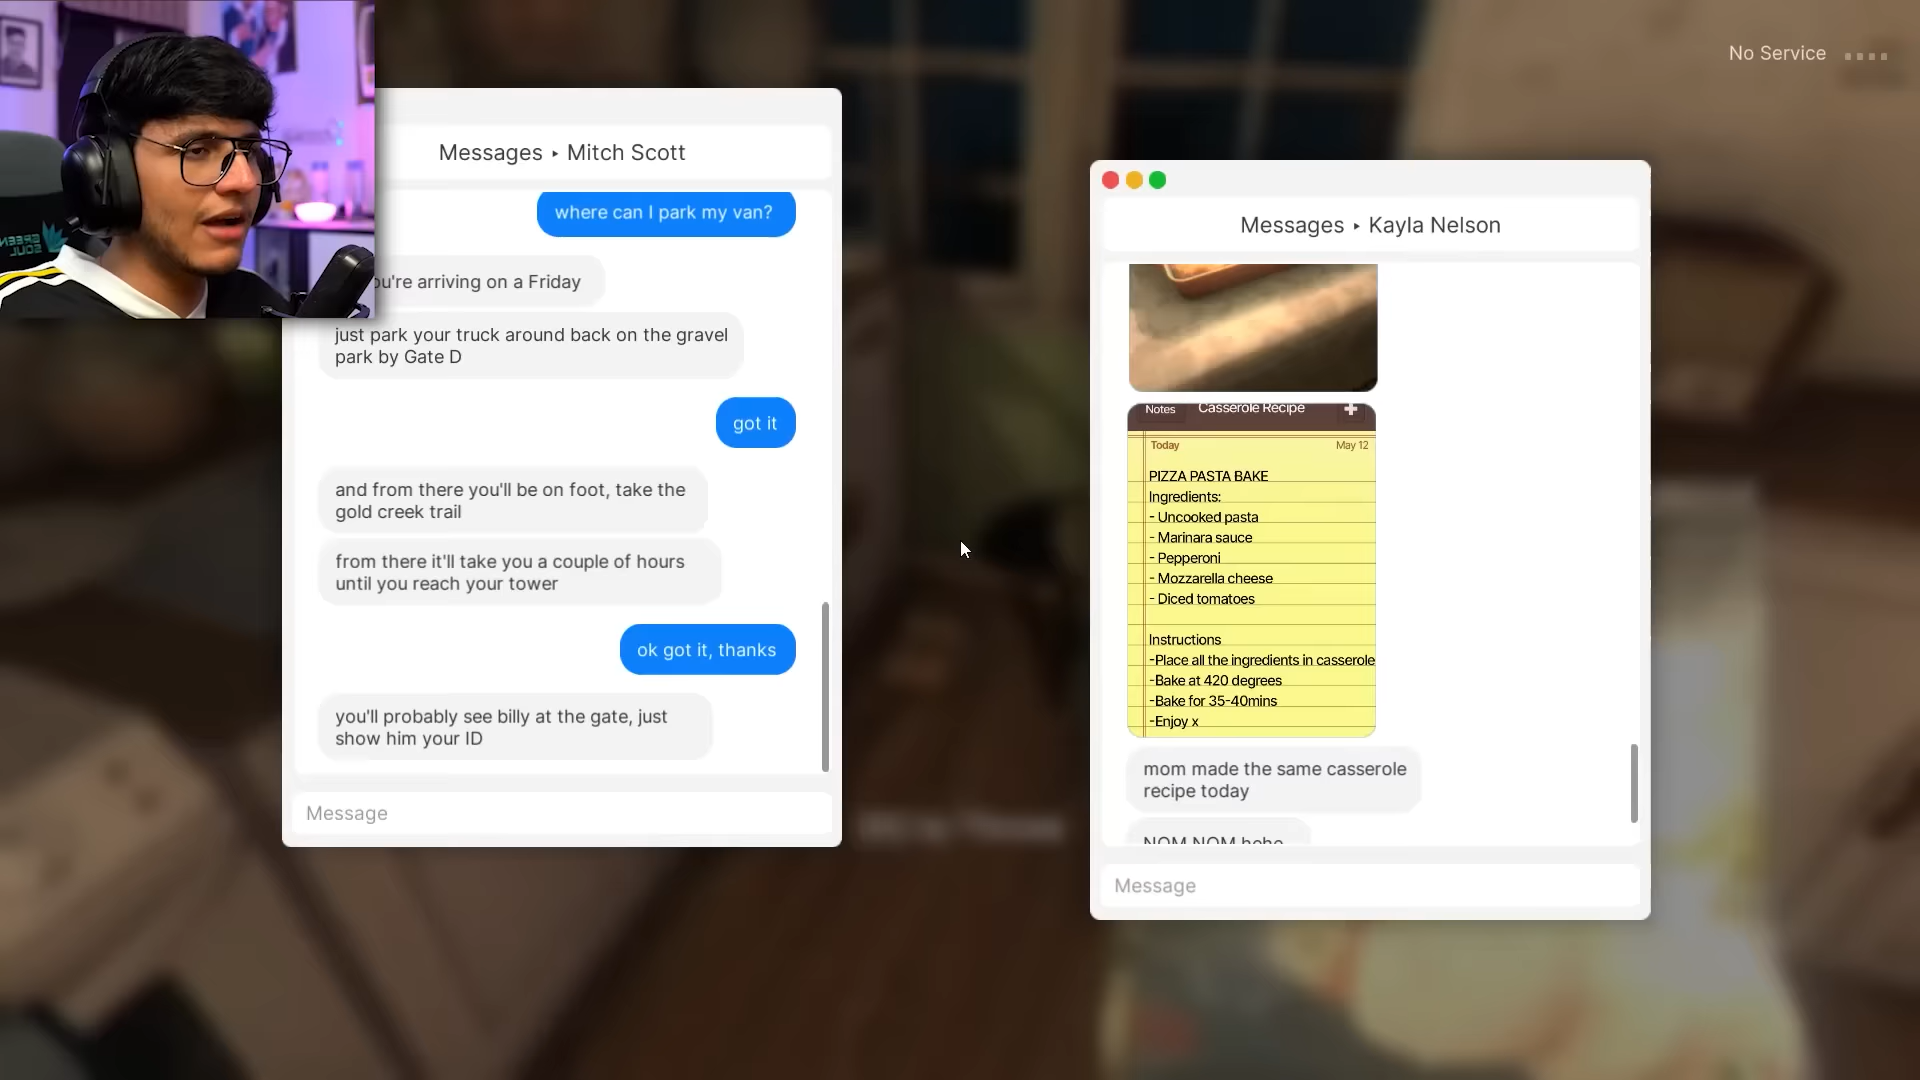 No Service
Messages ▸ Mitch Scott
where can I park my van?
ou're arriving on a Friday
just park your truck around back on the gravel
park by Gate D
got it
and from there you'll be on foot, take the
gold creek trail
from there it'll take you a couple of hours
until you reach your tower
ok got it, thanks
you'll probably see billy at the gate, just
show him your ID
Message
Messages ▸ Kayla Nelson
Notes Casserole Recipe +
Today May 12
PIZZA PASTA BAKE
Ingredients:
- Uncooked pasta
- Marinara sauce
- Pepperoni
- Mozzarella cheese
- Diced tomatoes
Instructions
-Place all the ingredients in casserole
-Bake at 420 degrees
-Bake for 35-40mins
-Enjoy x
mom made the same casserole
recipe today
NOM NOM hehe
Message
GREEN
SOUL